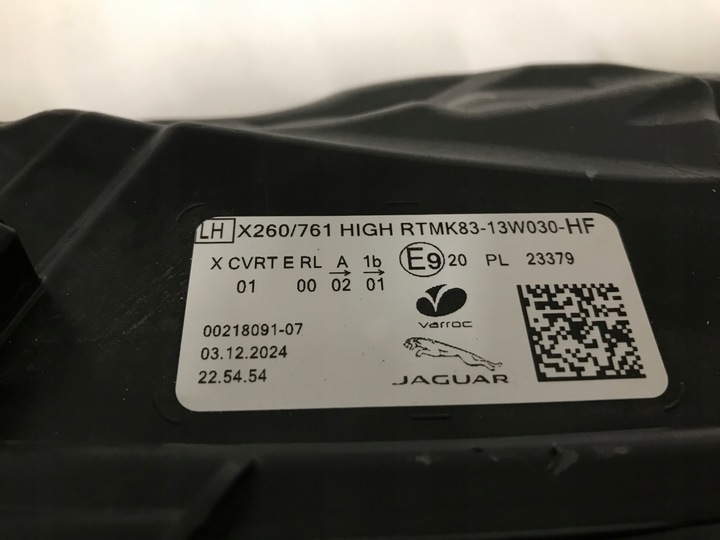 LH X260/761 HIGH RTMK83-13W030-HF
X CVRT E RL A 1b E9 20 PL 23379
01 00 02 01
00218091-07
03.12.2024
22.54.54
varroc
JAGUAR